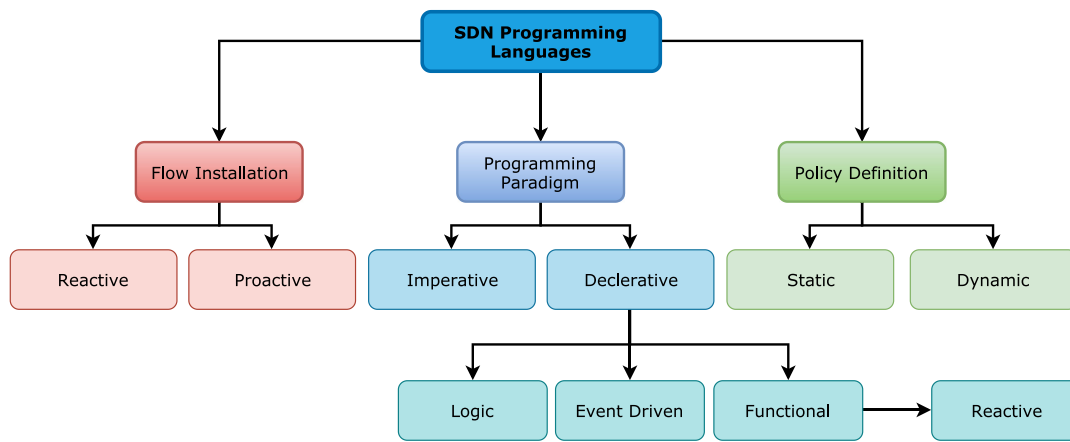 SDN Programming
Languages
Flow Installation
Programming
Paradigm
Policy Definition
Reactive
Proactive
Imperative
Declerative
Static
Dynamic
Logic
Event Driven
Functional
Reactive